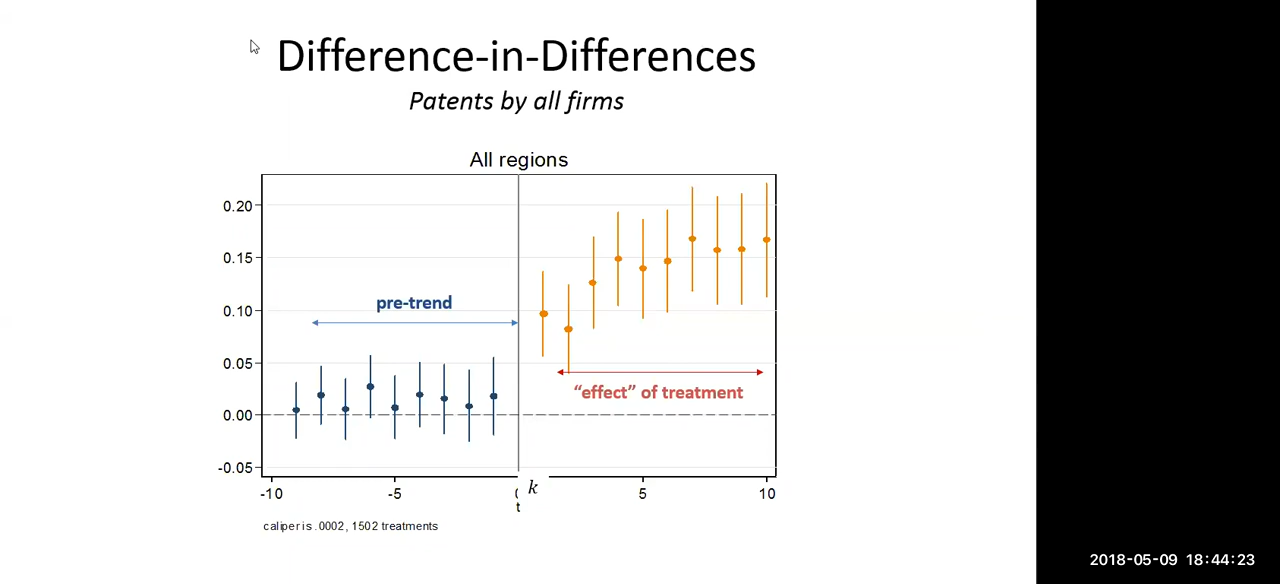 Difference-in-Differences
Patents by all firms
All regions
0.20
0.15
0.10
0.05
0.00
-0.05
pre-trend
“effect” of treatment
-10
-5
k
5
10
t
caliper is .0002, 1502 treatments
2018-05-09 18:44:23